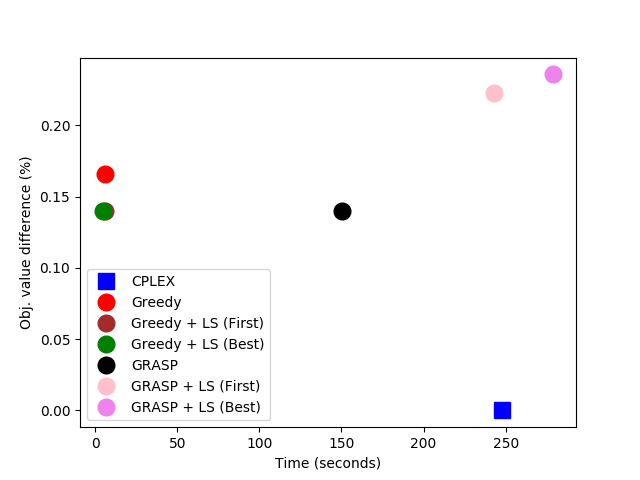 Obj. value difference (%)
0.20
0.15
0.10
0.05
0.00
CPLEX
Greedy
Greedy + LS (First)
Greedy + LS (Best)
GRASP
GRASP + LS (First)
GRASP + LS (Best)
0 50 100 150 200 250
Time (seconds)